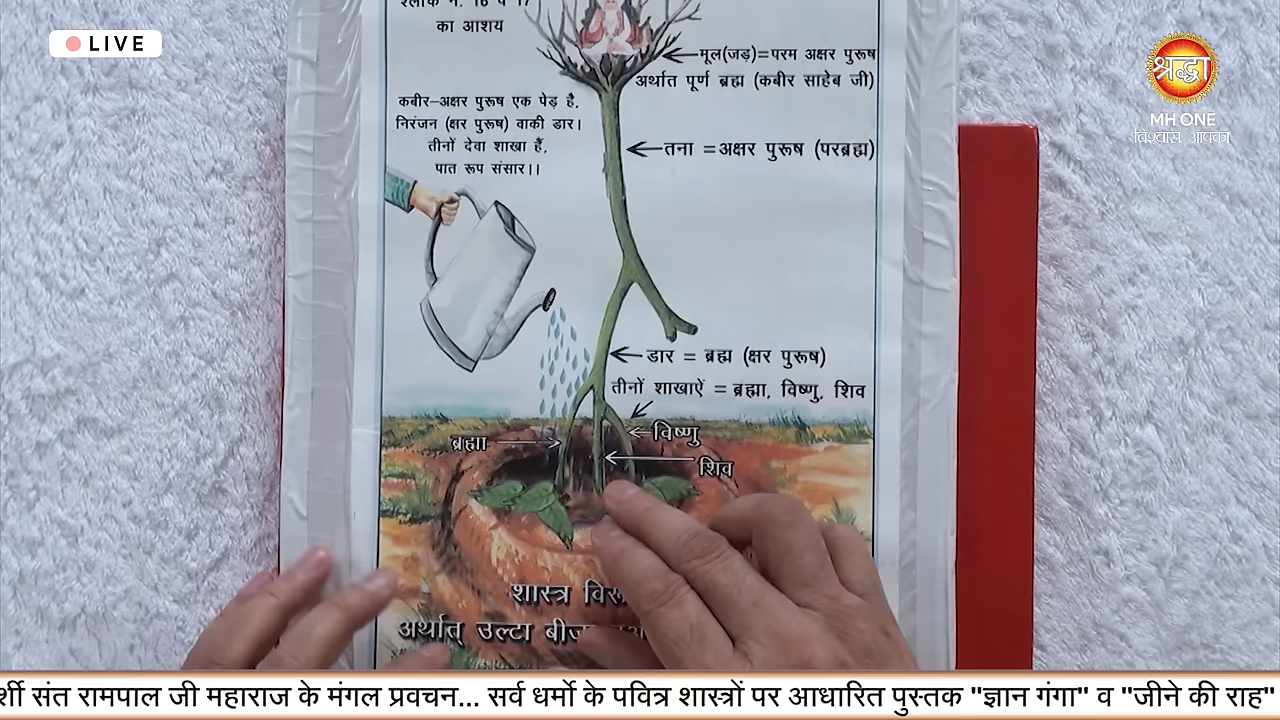 LIVE
श्रद्धा
MH ONE
विश्वास आपका
श्लोक नं. 16 व 17
का आशय
मूल(जड़)=परम अक्षर पुरूष
अर्थात पूर्ण ब्रह्म (कबीर साहेब जी)
कबीर–अक्षर पुरूष एक पेड़ है,
निरंजन (क्षर पुरूष) वाकी डार।
तीनों देवा शाखा हैं,
पात रूप संसार।।
तना =अक्षर पुरूष (परब्रह्म)
डार = ब्रह्म (क्षर पुरूष)
तीनों शाखाऐं = ब्रह्मा, विष्णु, शिव
ब्रह्मा
विष्णु
शिव
शास्त्र
अर्थात् उल्टा
संत रामपाल जी महाराज के मंगल प्रवचन... सर्व धर्मो के पवित्र शास्त्रों पर आधारित पुस्तक "ज्ञान गंगा" व "जीने की राह"